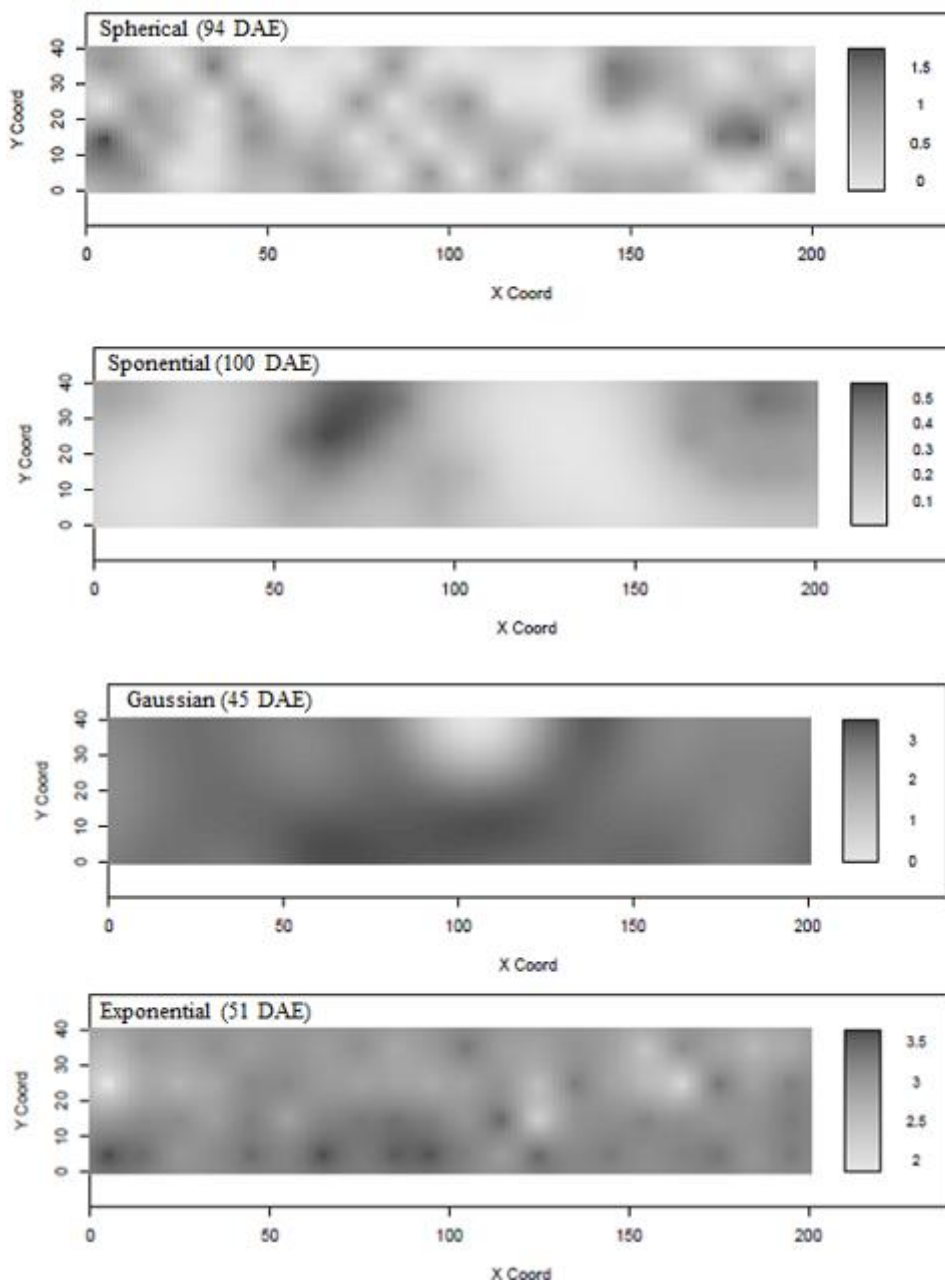 Spherical (94 DAE)
Y Coord
40
30
20
10
0
1.5
1
0.5
0
0 50 100 150 200
X Coord
Sponential (100 DAE)
Y Coord
40
30
20
10
0
0.5
0.4
0.3
0.2
0.1
0 50 100 150 200
X Coord
Gaussian (45 DAE)
Y Coord
40
30
20
10
0
3
2
1
0
0 50 100 150 200
X Coord
Exponential (51 DAE)
Y Coord
40
30
20
10
0
3.5
3
2.5
2
0 50 100 150 200
X Coord